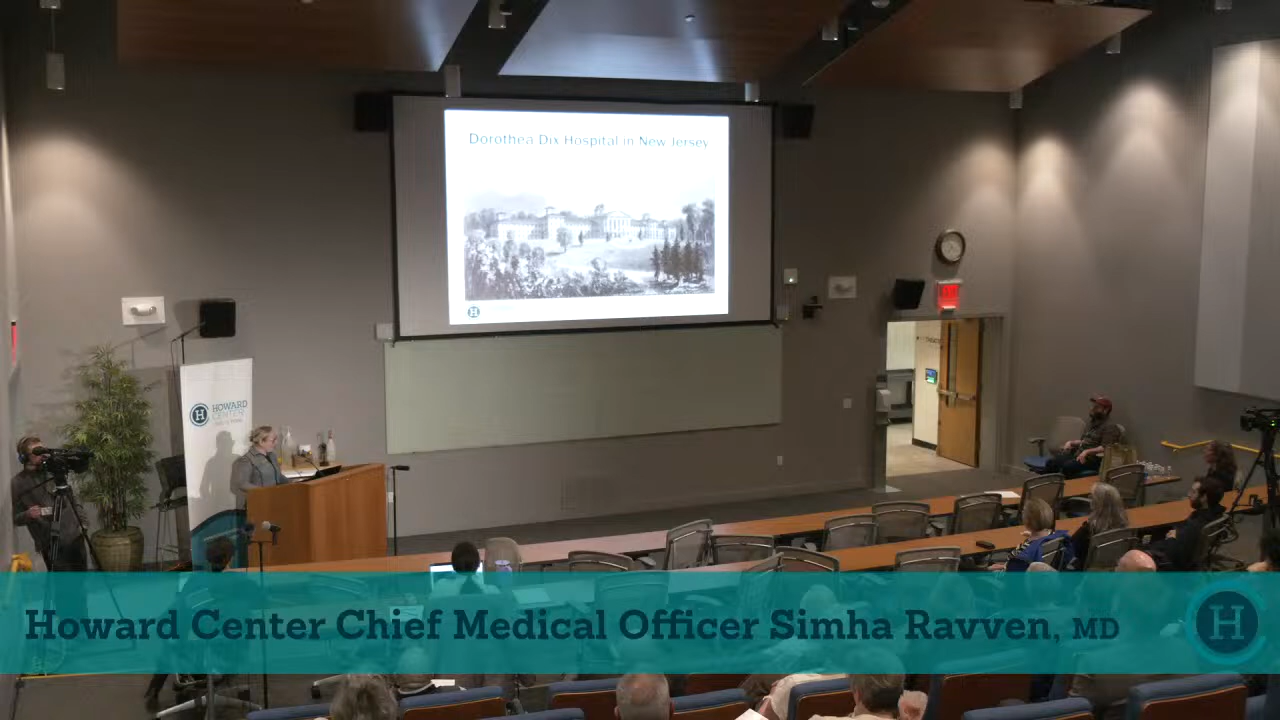 Dorothea Dix Hospital in New Jersey
H
H HOWARD
CENTER
Howard Center Chief Medical Officer Simha Ravven, MD
H